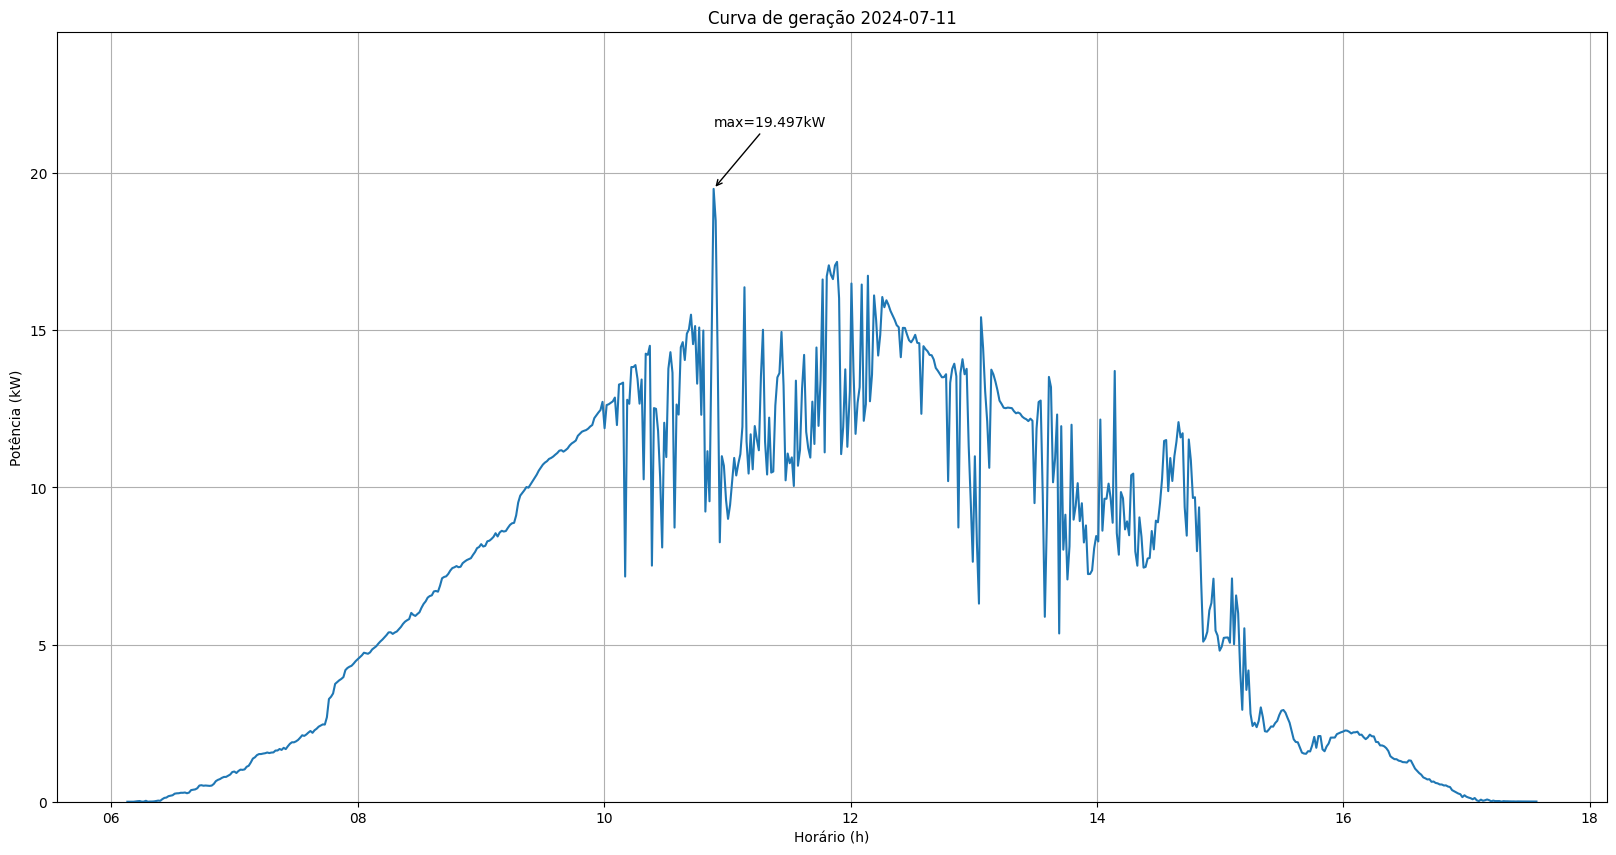 Curva de geração 2024-07-11
max=19.497kW
Potência (kW)
20
15
10
5
0
06 08 10 12 14 16 18
Horário (h)